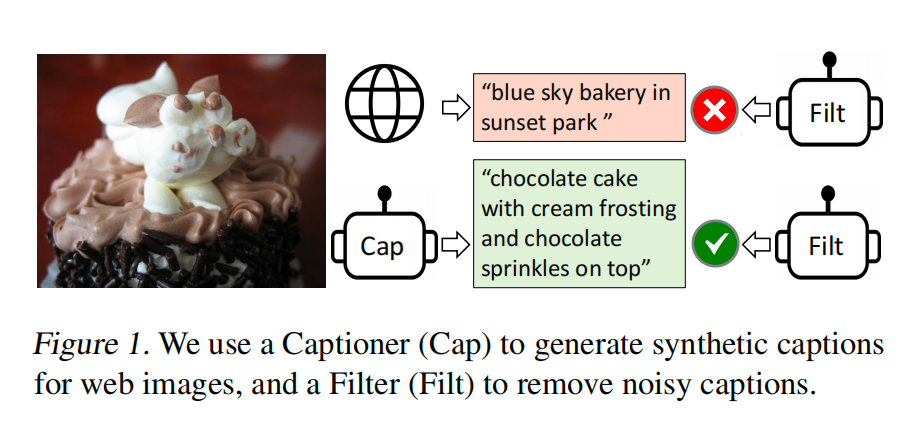 “blue sky bakery in
sunset park ”
Filt
“chocolate cake
with cream frosting
and chocolate
sprinkles on top”
Cap
Filt
Figure 1. We use a Captioner (Cap) to generate synthetic captions
for web images, and a Filter (Filt) to remove noisy captions.